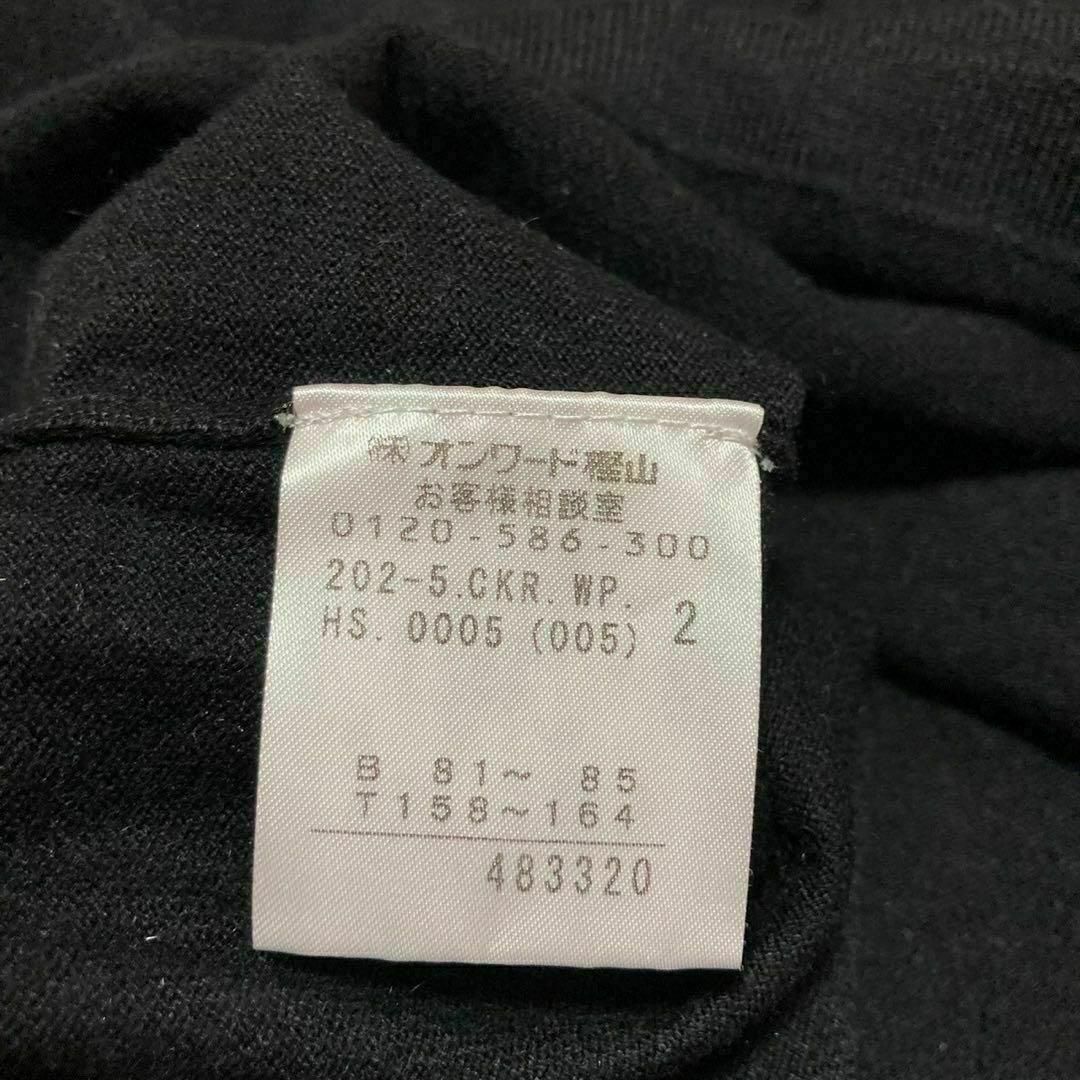 ㈱オンワード樫山
お客様相談室
0120-586-300
202-5.CKR.WP.
HS.0005(005) 2
B 81〜 85
T158〜164
483320